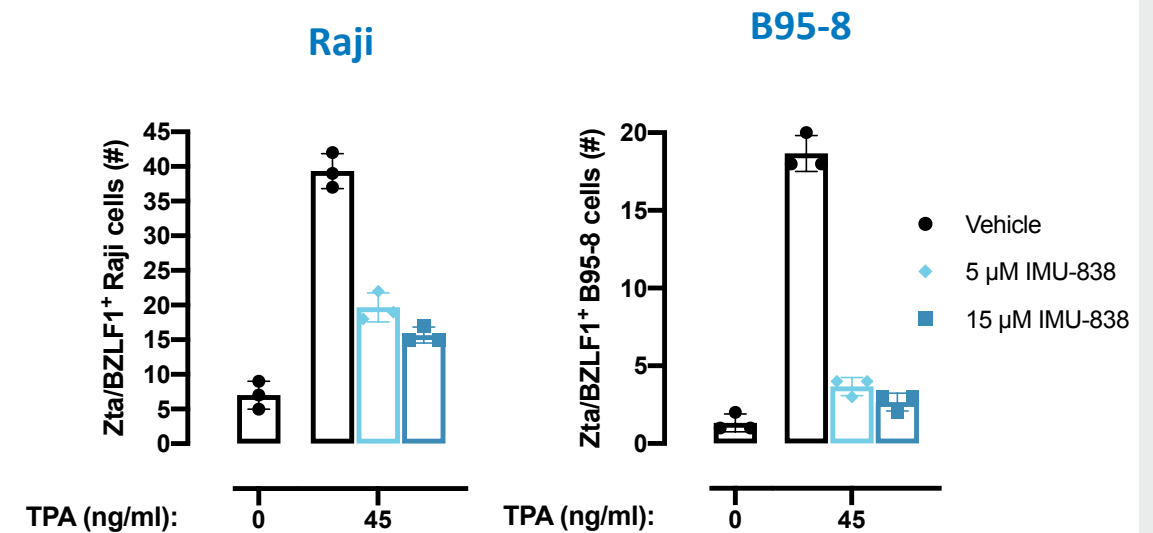 Raji
B95-8
Zta/BZLF1+ Raji cells (#)
45
40
35
30
25
20
15
10
5
0
Zta/BZLF1+ B95-8 cells (#)
20
15
10
5
0
Vehicle
5 µM IMU-838
15 µM IMU-838
TPA (ng/ml):
0
45
TPA (ng/ml):
0
45